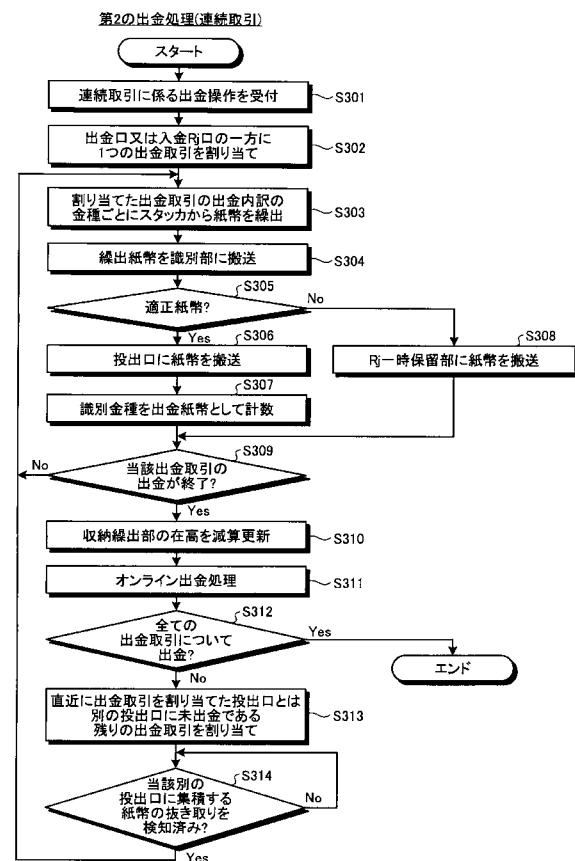 第2の出金処理(連続取引)
スタート
連続取引に係る出金操作を受付
S301
出金口又は入金Rj口の一方に
1つの出金取引を割り当て
S302
割り当てた出金取引の出金内訳の
金種ごとにスタッカから紙幣を繰出
S303
繰出紙幣を識別部に搬送
S304
S305
適正紙幣?
No
Yes
S306
投出口に紙幣を搬送
S308
Rj一時保留部に紙幣を搬送
S307
識別金種を出金紙幣として計数
S309
当該出金取引の
出金が終了?
No
Yes
収納繰出部の在高を減算更新
S310
オンライン出金処理
S311
S312
全ての
出金取引について
出金?
Yes
エンド
No
直近に出金取引を割り当てた投出口とは
別の投出口に未出金である
残りの出金取引を割り当て
S313
S314
当該別の
投出口に集積する
紙幣の抜き取りを
検知済み?
No
Yes